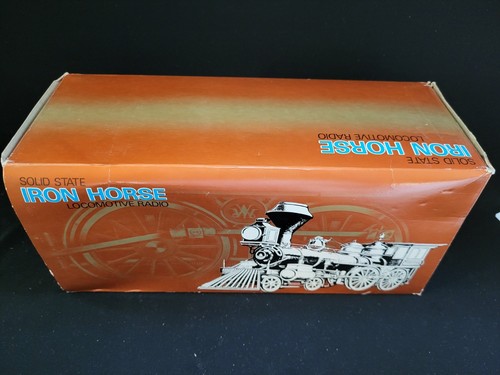 SOLID STATE
IRON HORSE
LOCOMOTIVE RADIO
SOLID STATE
IRON HORSE
LOCOMOTIVE RADIO